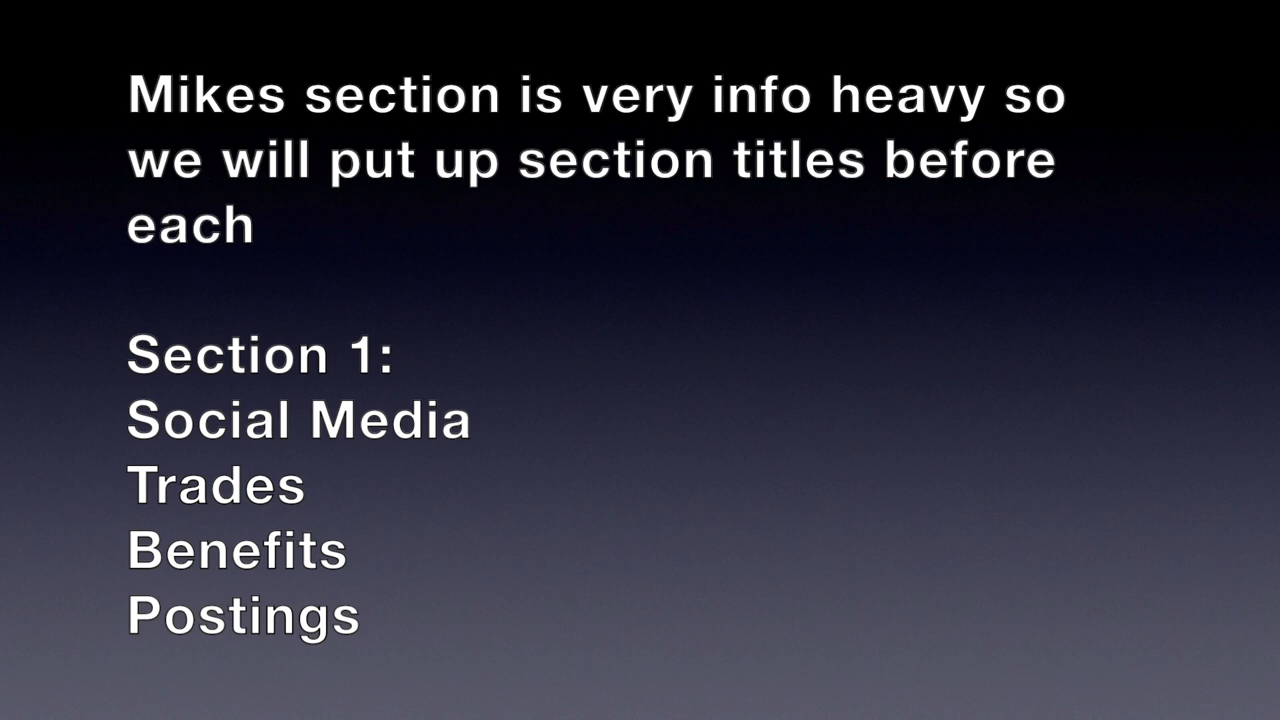 Mikes section is very info heavy so
we will put up section titles before
each
Section 1:
Social Media
Trades
Benefits
Postings